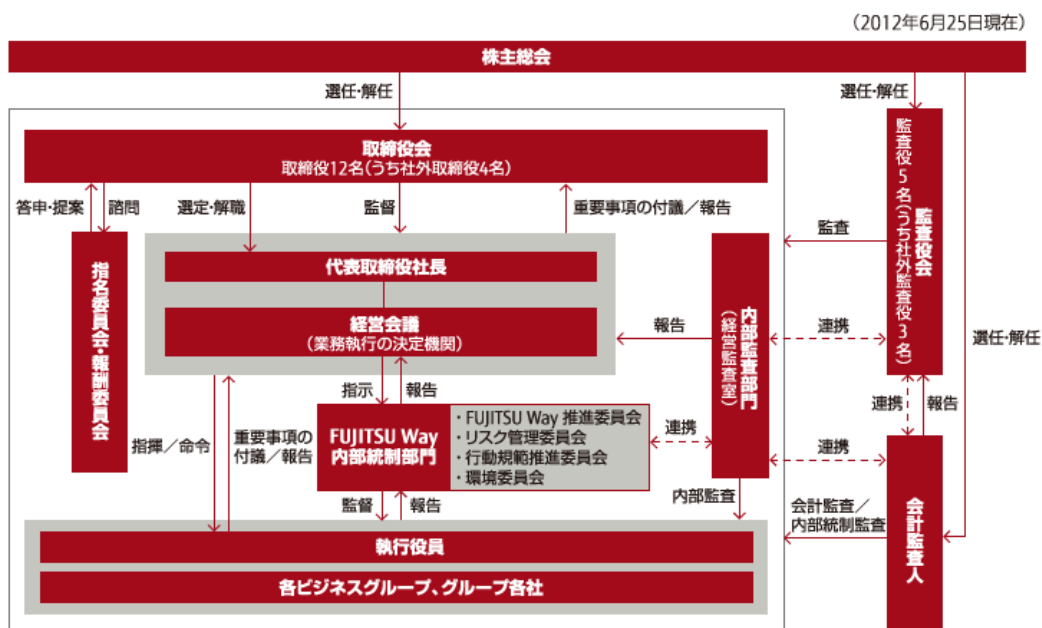 （2012年6月25日現在）
株主総会
選任・解任
選任・解任
取締役会
取締役12名（うち社外取締役4名）
監査役会
監査役5名（うち社外監査役3名）
答申・提案
諮問
選定・解職
監督
重要事項の付議／報告
監査
指名委員会・報酬委員会
代表取締役社長
経営会議
（業務執行の決定機関）
報告
内部監査部門
（経営監査室）
連携
選任・解任
指示
報告
連携
報告
指揮／命令
重要事項の
付議／報告
FUJITSU Way
内部統制部門
・FUJITSU Way 推進委員会
・リスク管理委員会
・行動規範推進委員会
・環境委員会
連携
連携
監督
報告
内部監査
会計監査／
内部統制監査
会計監査人
執行役員
各ビジネスグループ、グループ各社